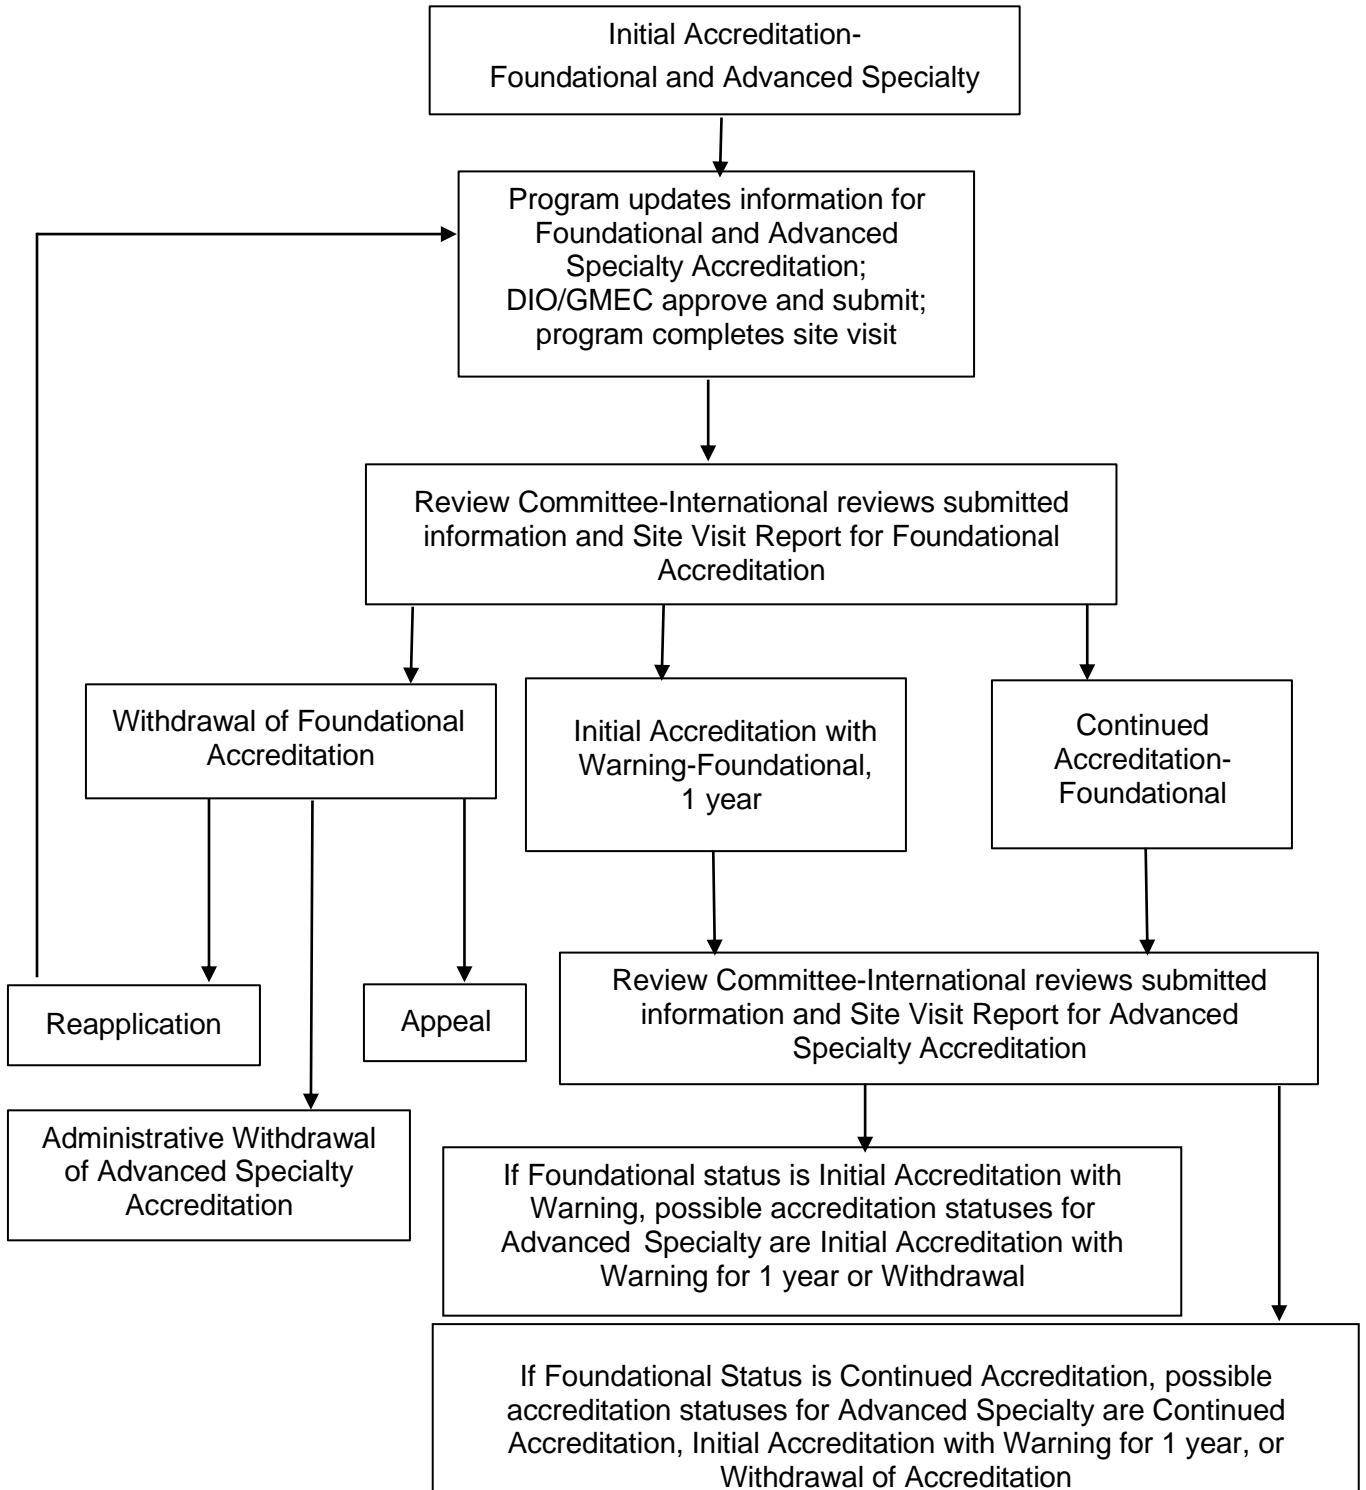 Initial Accreditation-
Foundational and Advanced Specialty
Program updates information for
Foundational and Advanced
Specialty Accreditation;
DIO/GMEC approve and submit;
program completes site visit
Review Committee-International reviews submitted
information and Site Visit Report for Foundational
Accreditation
Withdrawal of Foundational
Accreditation
Initial Accreditation with
Warning-Foundational,
1 year
Continued
Accreditation-
Foundational
Reapplication
Appeal
Review Committee-International reviews submitted
information and Site Visit Report for Advanced
Specialty Accreditation
Administrative Withdrawal
of Advanced Specialty
Accreditation
If Foundational status is Initial Accreditation with
Warning, possible accreditation statuses for
Advanced Specialty are Initial Accreditation with
Warning for 1 year or Withdrawal
If Foundational Status is Continued Accreditation, possible
accreditation statuses for Advanced Specialty are Continued
Accreditation, Initial Accreditation with Warning for 1 year, or
Withdrawal of Accreditation